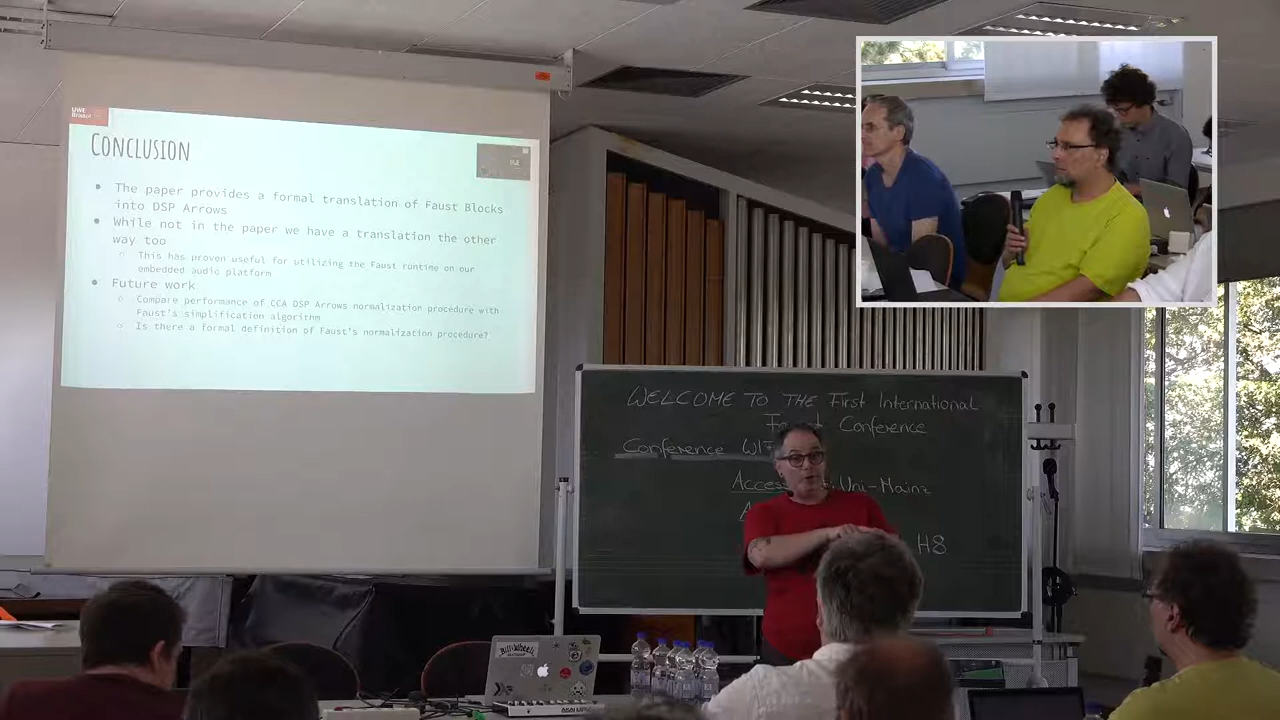 UWE
Bristol
CONCLUSION
● The paper provides a formal translation of Faust Blocks
into DSP Arrows
● While not in the paper we have a translation the other
way too
○ This has proven useful for utilizing the Faust runtime on our
embedded audio platform
● Future work
○ Compare performance of CCA DSP Arrows normalization procedure with
Faust's simplification algorithm
○ Is there a formal definition of Faust's normalization procedure?
WELCOME TO THE First International
Conference
Conference
Uni-Mainz
H8
AKAI